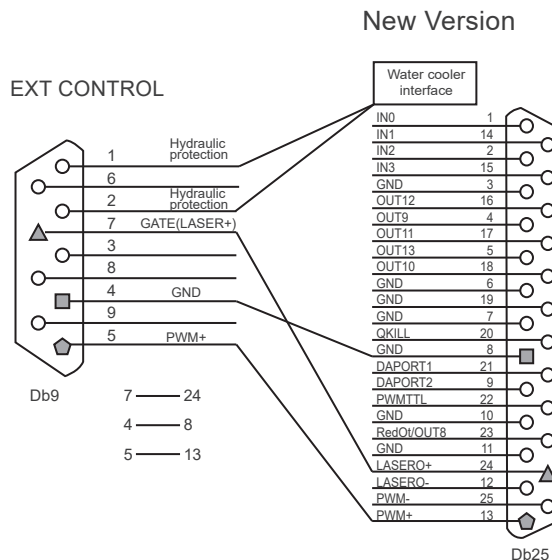 New Version
EXT CONTROL
Water cooler
interface
1 Hydraulic
protection
6
2 Hydraulic
protection
7 GATE(LASER+)
3
8
4 GND
9
5 PWM+
Db9
7 24
4 8
5 13
IN0 1
IN1 14
IN2 2
IN3 15
GND 3
OUT12 16
OUT9 4
OUT11 17
OUT13 5
OUT10 18
GND 6
GND 19
GND 7
QKILL 20
GND 8
DAPORT1 21
DAPORT2 9
PWMTTL 22
GND 10
RedOt/OUT8 23
GND 11
LASERO+ 24
LASERO- 12
PWM- 25
PWM+ 13
Db25